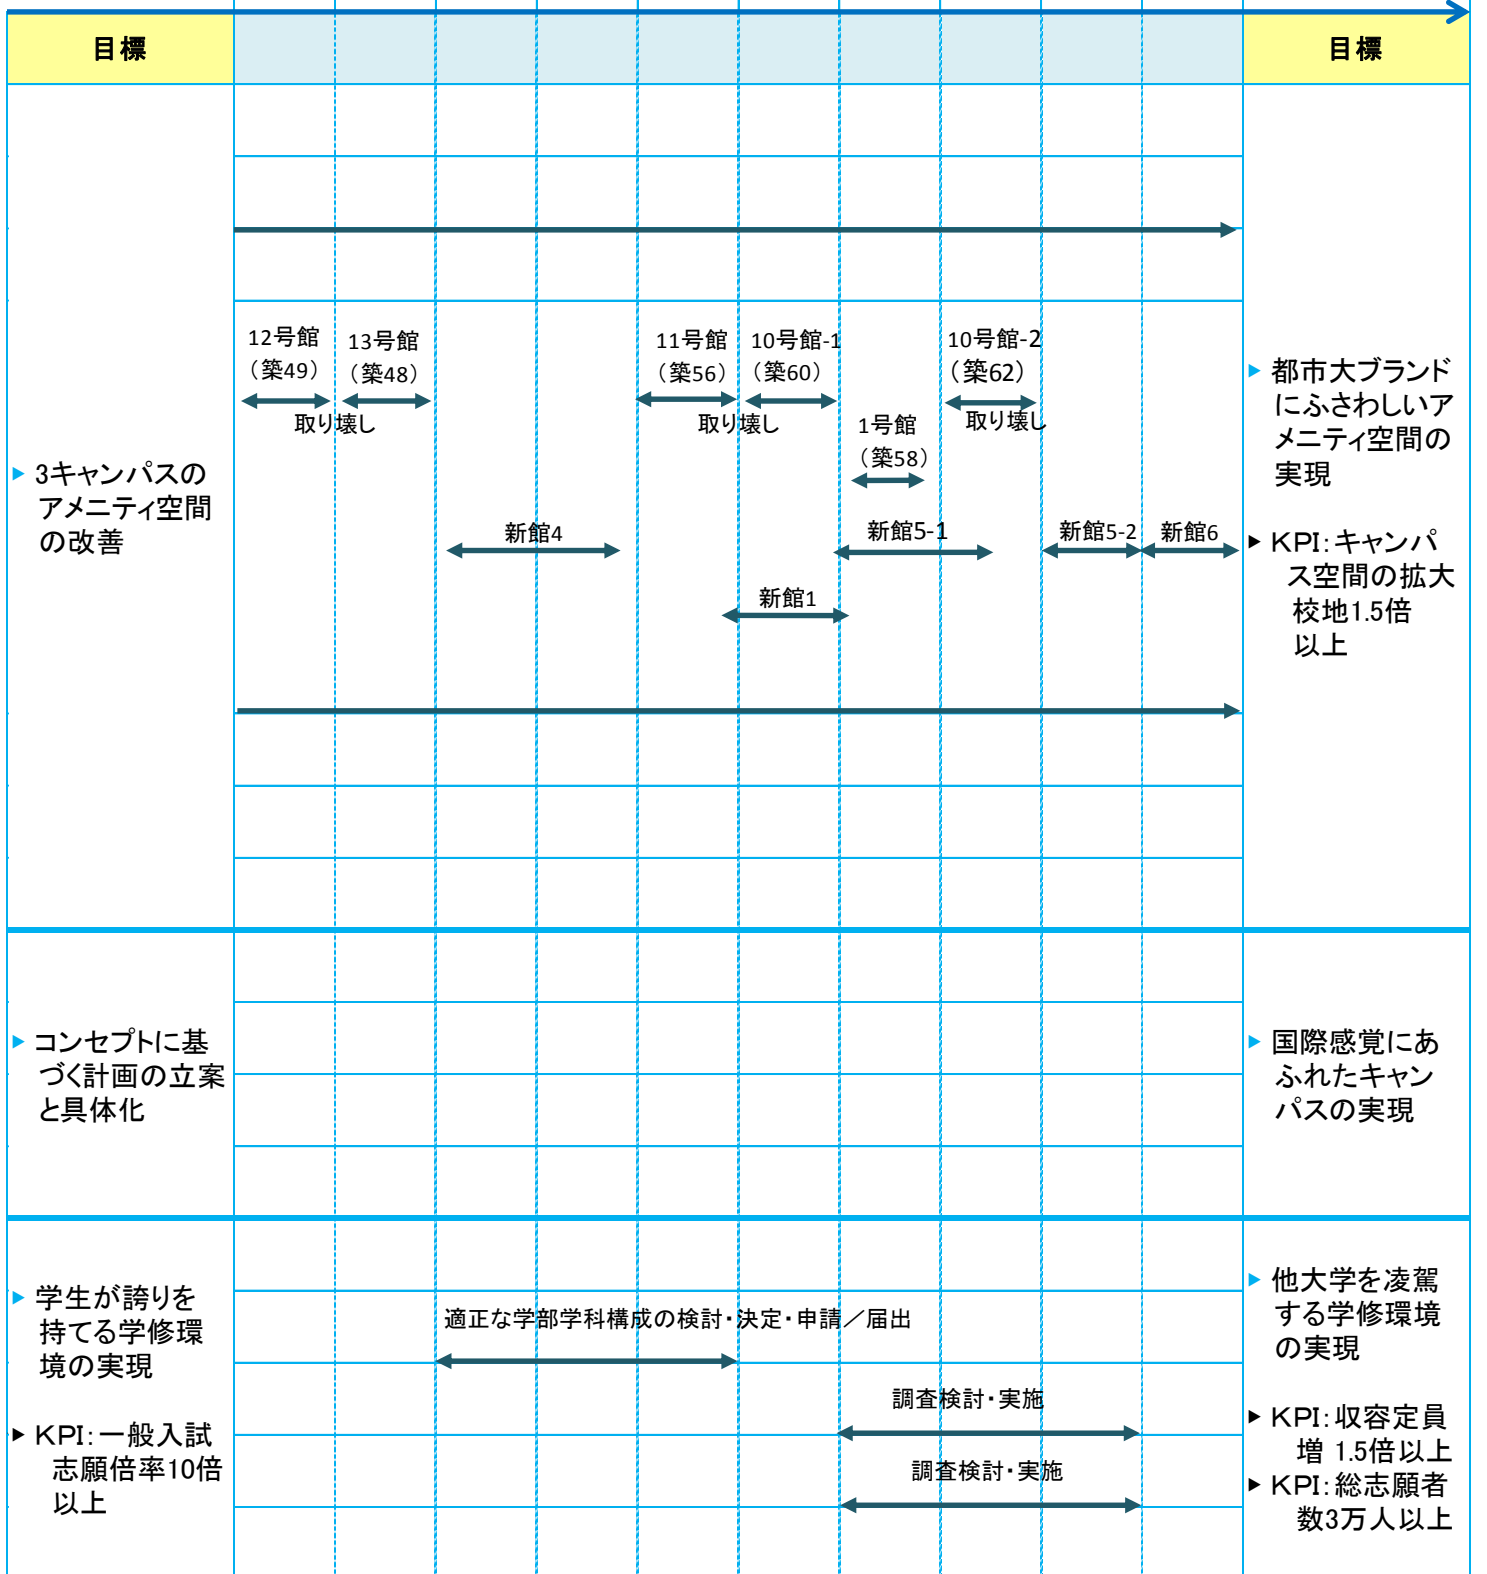 目標
目標
12号館
（築49）
13号館
（築48）
取り壊し
11号館
（築56）
10号館-1
（築60）
取り壊し
10号館-2
（築62）
取り壊し
1号館
（築58）
新館4
新館5-1
新館5-2
新館6
新館1
3キャンパスの
アメニティ空間
の改善
都市大ブランド
にふさわしいア
メニティ空間の
実現
KPI：キャンパ
ス空間の拡大
校地1.5倍
以上
コンセプトに基
づく計画の立案
と具体化
国際感覚にあ
ふれたキャン
パスの実現
学生が誇りを
持てる学修環
境の実現
KPI：一般入試
志願倍率10倍
以上
適正な学部学科構成の検討・決定・申請／届出
調査検討・実施
調査検討・実施
他大学を凌駕
する学修環境
の実現
KPI：収容定員
増 1.5倍以上
KPI：総志願者
数3万人以上